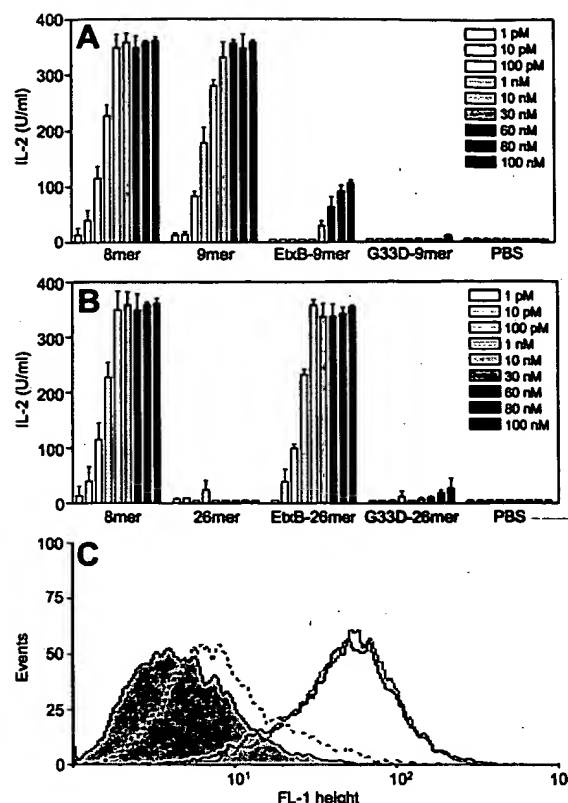 A
IL-2 (U/ml)
400
300
200
100
0
1 pM
10 pM
100 pM
1 nM
10 nM
30 nM
60 nM
80 nM
100 nM
8mer 9mer EtxB-9mer G33D-9mer PBS
B
IL-2 (U/ml)
400
300
200
100
0
1 pM
10 pM
100 pM
1 nM
10 nM
30 nM
60 nM
80 nM
100 nM
8mer 26mer EtxB-26mer G33D-26mer PBS
C
Events
100
75
50
25
0
10¹ 10² 10
FL-1 height